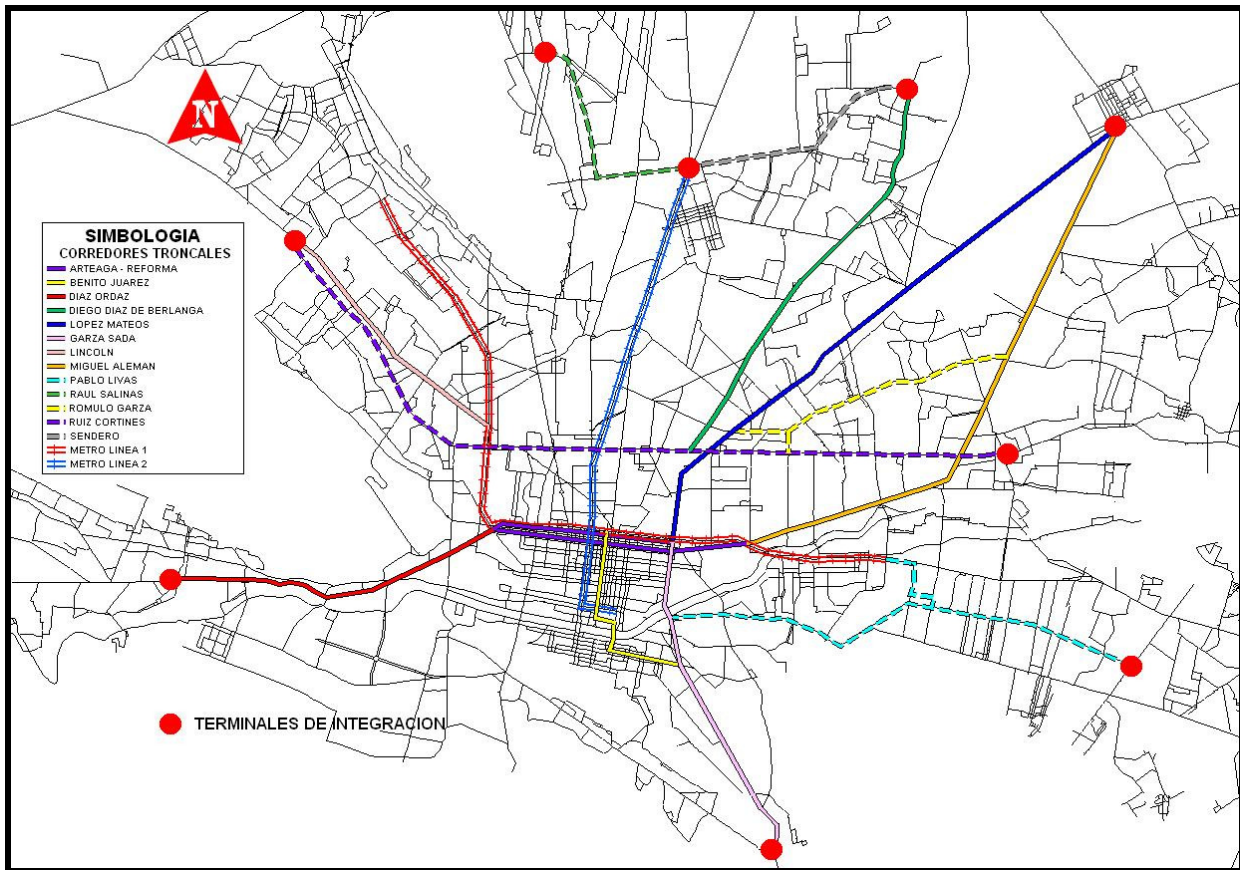 N
SIMBOLOGIA
CORREDORES TRONCALES
ARTEAGA - REFORMA
BENITO JUAREZ
DIAZ ORDAZ
DIEGO DIAZ DE BERLANGA
LOPEZ MATEOS
GARZA SADA
LINCOLN
MIGUEL ALEMAN
PABLO LIVAS
RAUL SALINAS
ROMULO GARZA
RUIZ CORTINES
SENDERO
METRO LINEA 1
METRO LINEA 2
TERMINALES DE INTEGRACION